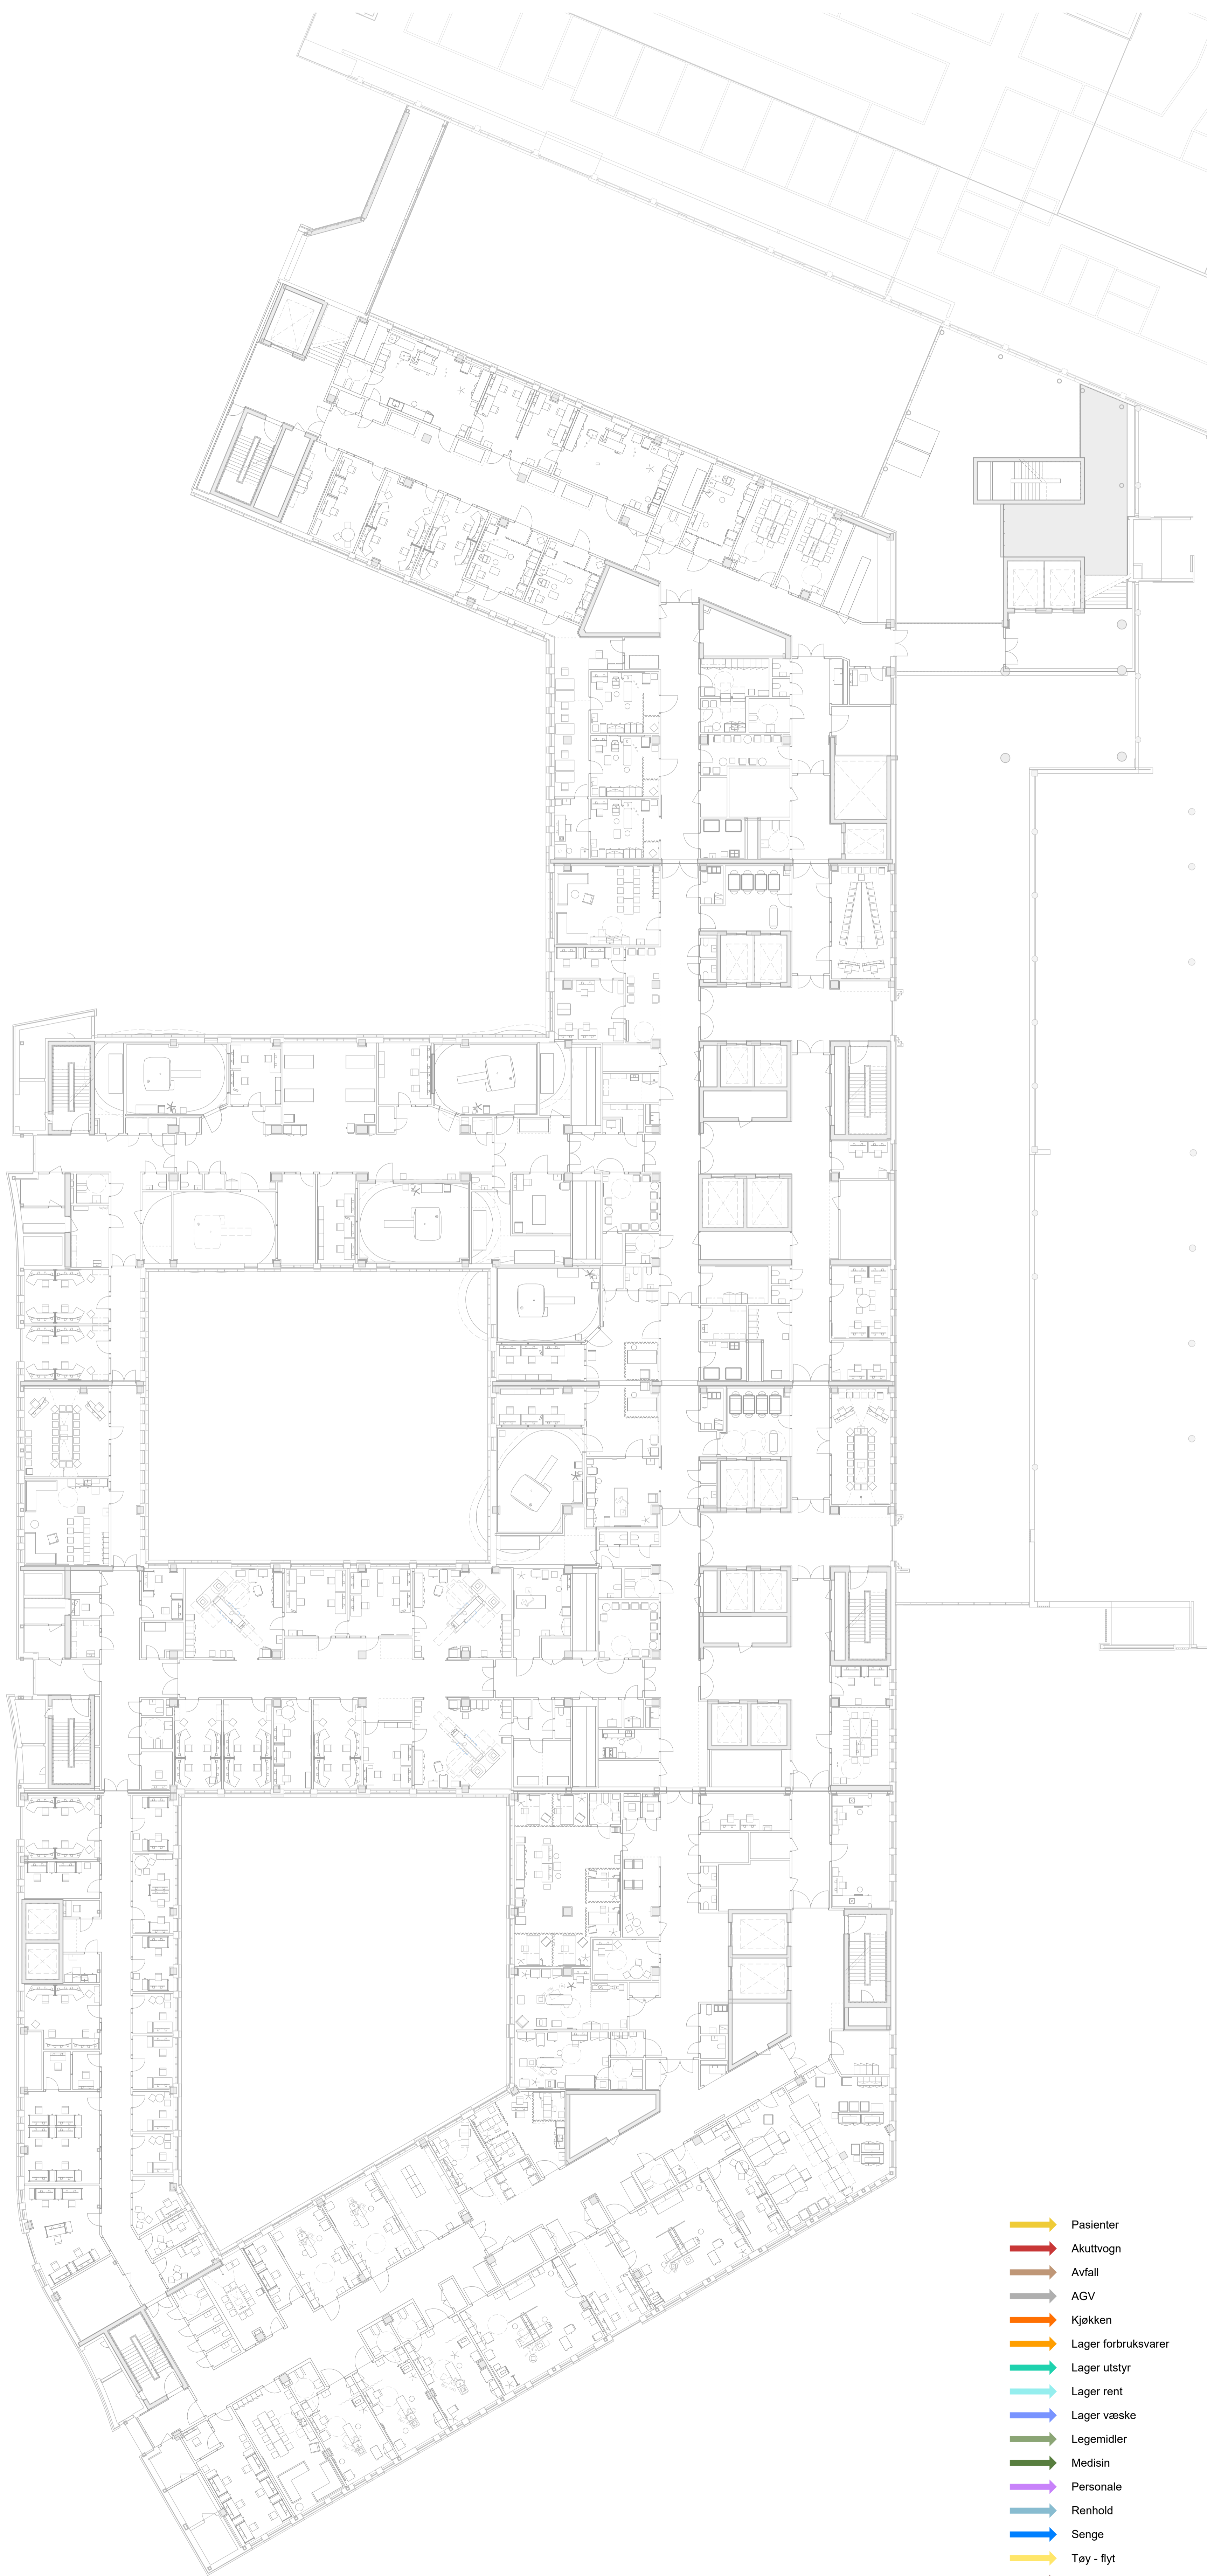 Pasienter
Akuttvogn
Avfall
AGV
Kjøkken
Lager forbruksvarer
Lager utstyr
Lager rent
Lager væske
Legemidler
Medisin
Personale
Renhold
Senge
Tøy - flyt